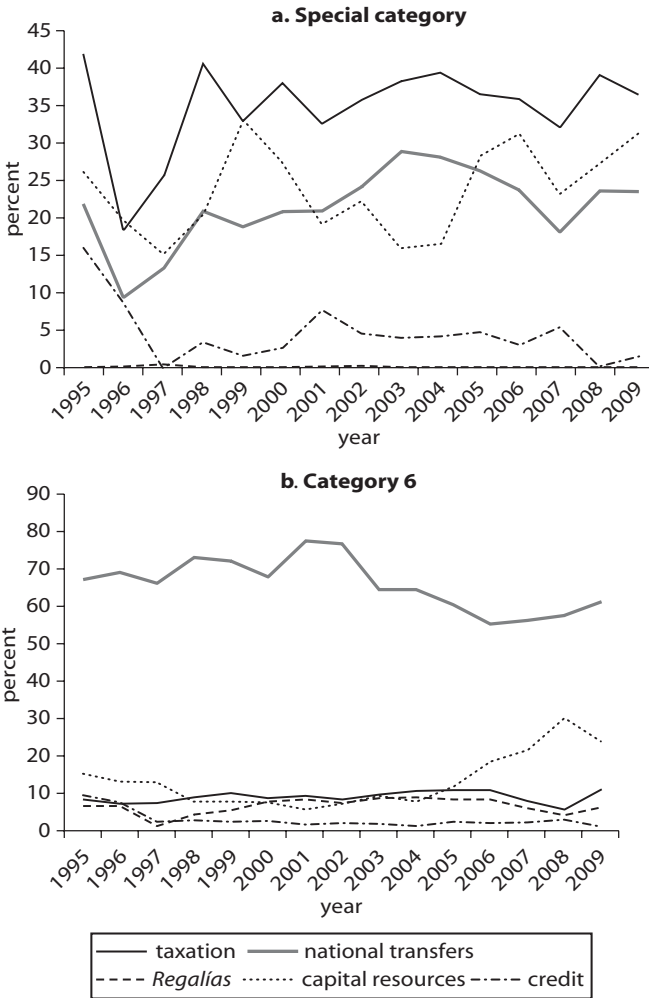 a. Special category
45
40
35
30
25
20
15
10
5
0
percent
1995 1996 1997 1998 1999 2000 2001 2002 2003 2004 2005 2006 2007 2008 2009
year
b. Category 6
90
80
70
60
50
40
30
20
10
0
percent
1995 1996 1997 1998 1999 2000 2001 2002 2003 2004 2005 2006 2007 2008 2009
year
taxation national transfers
Regalías capital resources credit